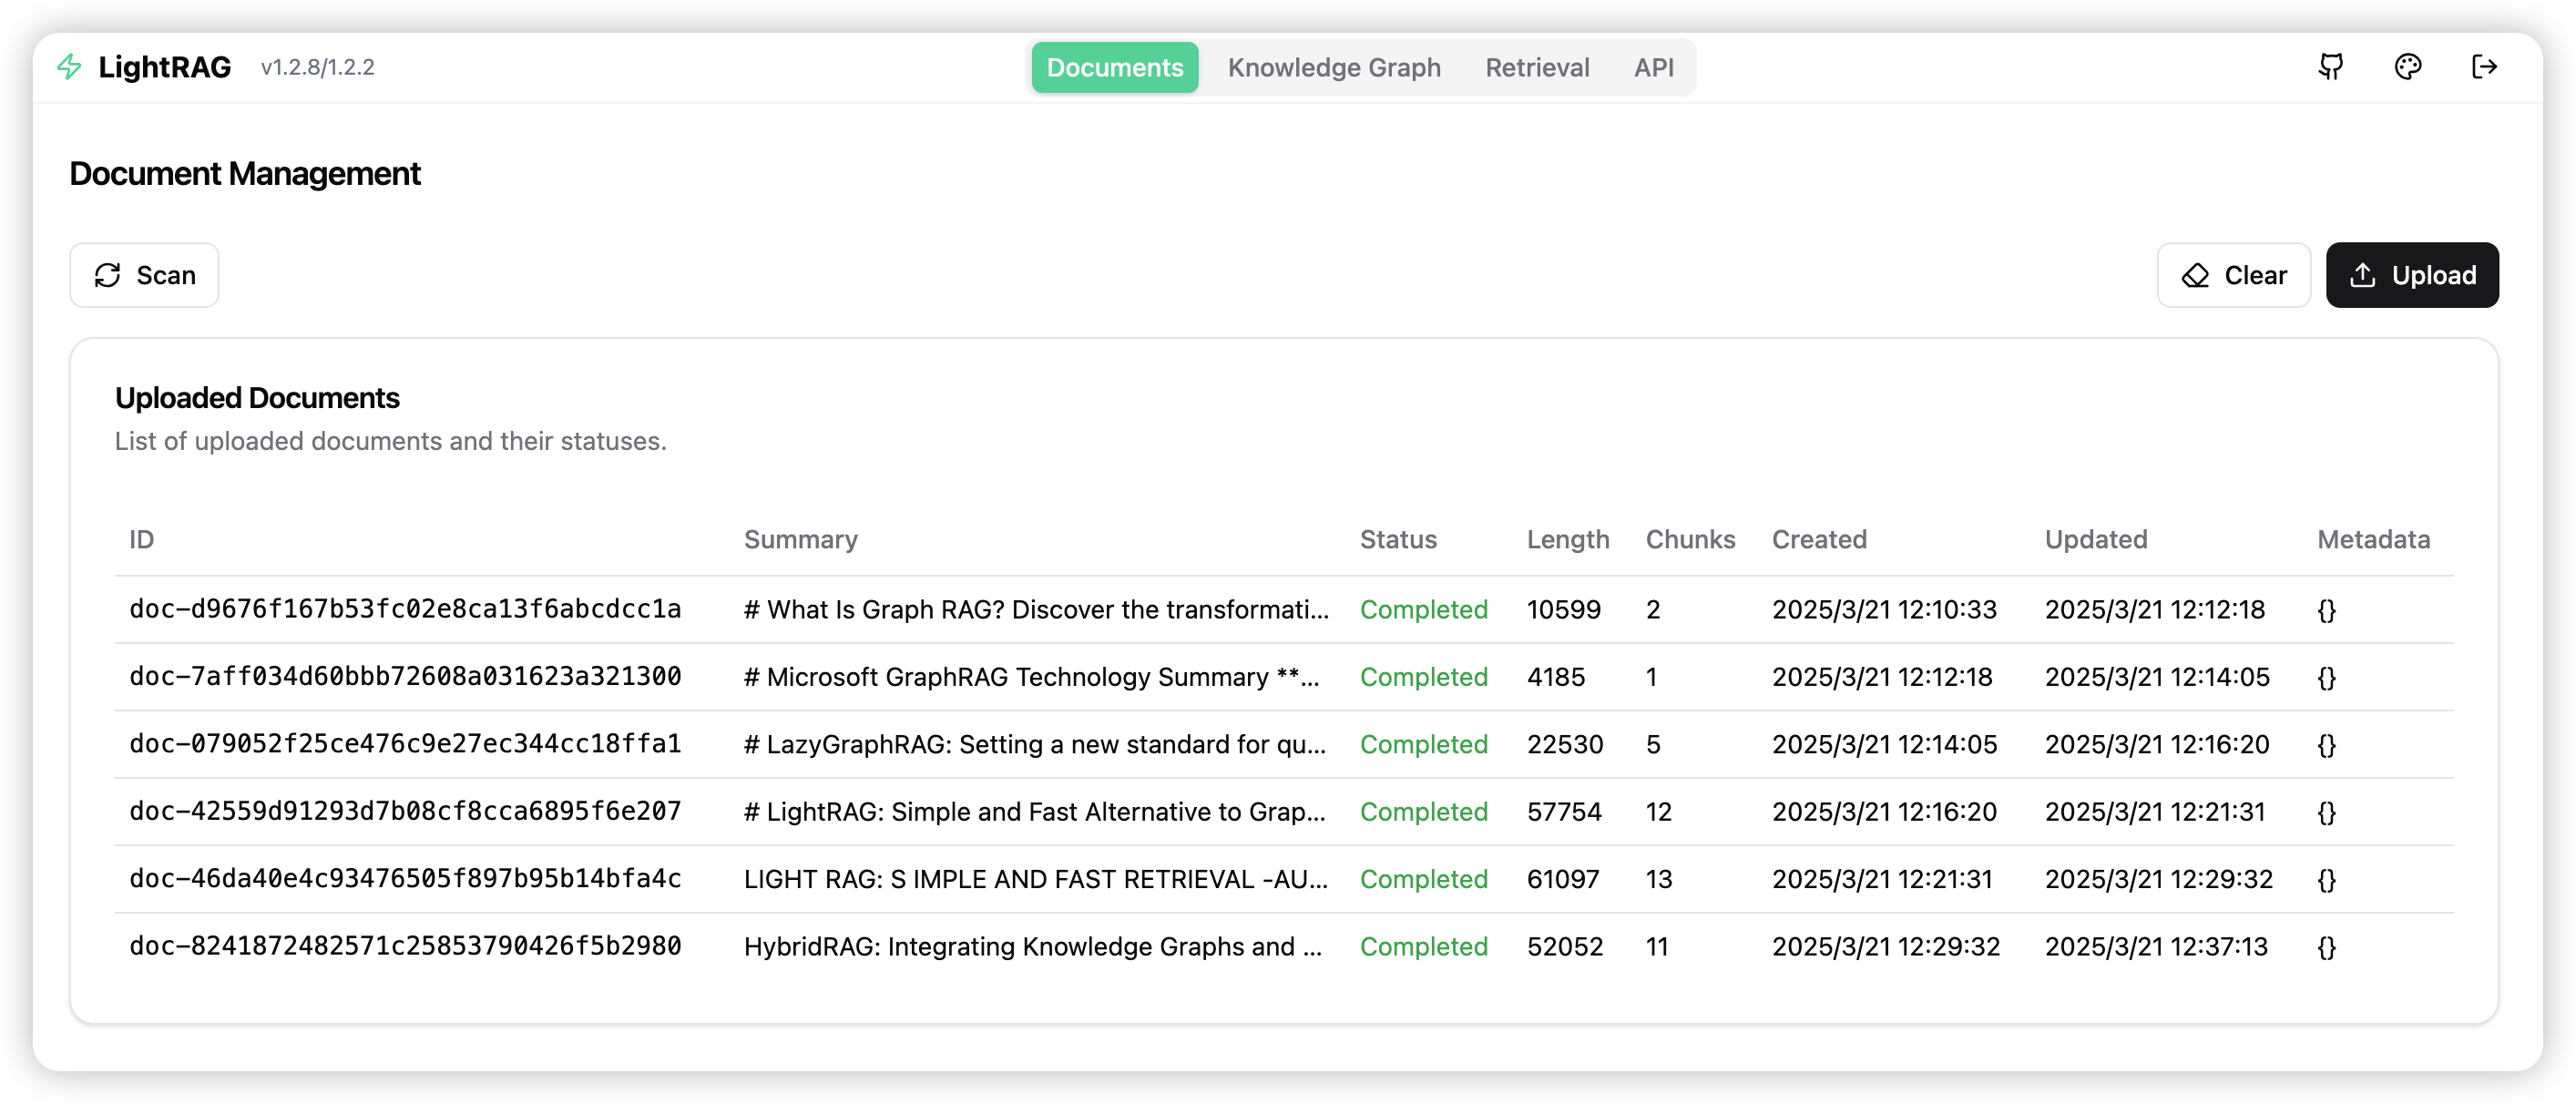 LightRAG v1.2.8/1.2.2 Documents Knowledge Graph Retrieval API
Document Management
Scan Clear Upload
Uploaded Documents
List of uploaded documents and their statuses.
ID Summary Status Length Chunks Created Updated Metadata
doc-d9676f167b53fc02e8ca13f6abcdcc1a # What Is Graph RAG? Discover the transformati... Completed 10599 2 2025/3/21 12:10:33 2025/3/21 12:12:18 {}
doc-7aff034d60bbb72608a031623a321300 # Microsoft GraphRAG Technology Summary **... Completed 4185 1 2025/3/21 12:12:18 2025/3/21 12:14:05 {}
doc-079052f25ce476c9e27ec344cc18ffa1 # LazyGraphRAG: Setting a new standard for qu... Completed 22530 5 2025/3/21 12:14:05 2025/3/21 12:16:20 {}
doc-42559d91293d7b08cf8cca6895f6e207 # LightRAG: Simple and Fast Alternative to Grap... Completed 57754 12 2025/3/21 12:16:20 2025/3/21 12:21:31 {}
doc-46da40e4c93476505f897b95b14bfa4c LIGHT RAG: S IMPLE AND FAST RETRIEVAL -AU... Completed 61097 13 2025/3/21 12:21:31 2025/3/21 12:29:32 {}
doc-8241872482571c25853790426f5b2980 HybridRAG: Integrating Knowledge Graphs and ... Completed 52052 11 2025/3/21 12:29:32 2025/3/21 12:37:13 {}